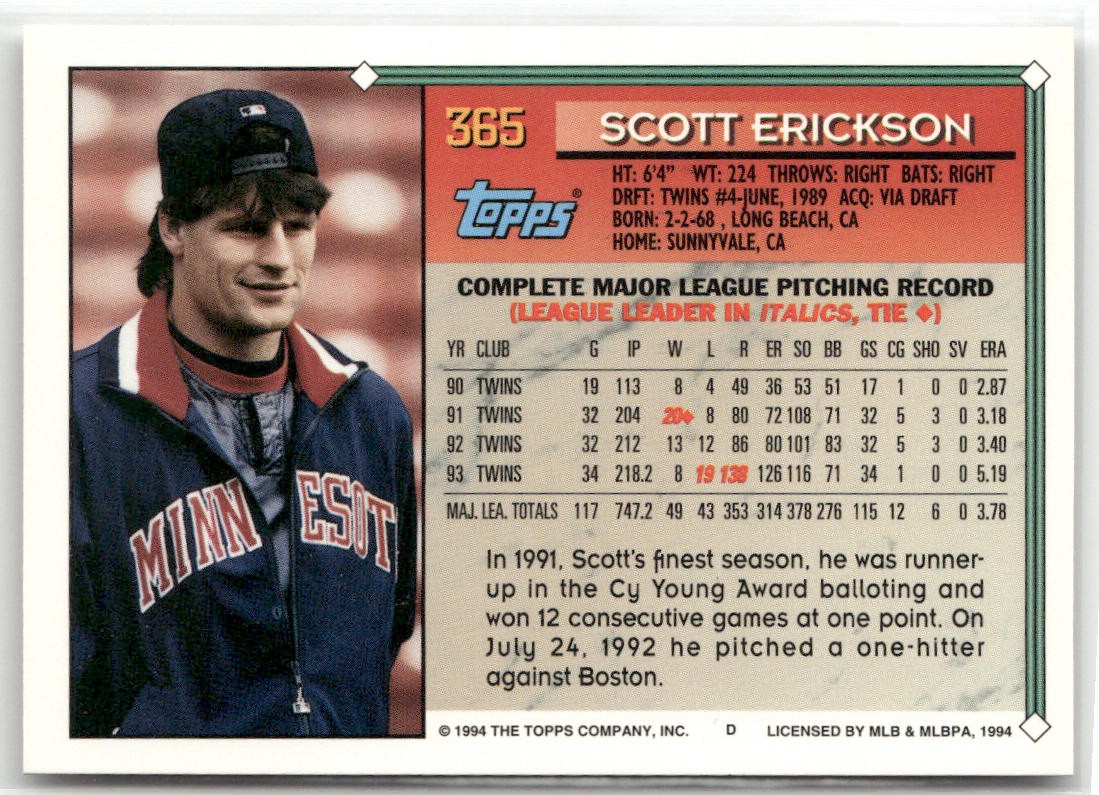 365 SCOTT ERICKSON
Topps®
HT: 6'4" WT: 224 THROWS: RIGHT BATS: RIGHT
DRFT: TWINS #4-JUNE, 1989 ACQ: VIA DRAFT
BORN: 2-2-68 , LONG BEACH, CA
HOME: SUNNYVALE, CA
COMPLETE MAJOR LEAGUE PITCHING RECORD
(LEAGUE LEADER IN ITALICS, TIE ◆)
YR CLUB G IP W L R ER SO BB GS CG SHO SV ERA
90 TWINS 19 113 8 4 49 36 53 51 17 1 0 0 2.87
91 TWINS 32 204 20◆ 8 80 72 108 71 32 5 3 0 3.18
92 TWINS 32 212 13 12 86 80 101 83 32 5 3 0 3.40
93 TWINS 34 218.2 8 19 138 126 116 71 34 1 0 0 5.19
MAJ. LEA. TOTALS 117 747.2 49 43 353 314 378 276 115 12 6 0 3.78
In 1991, Scott's finest season, he was runner-
up in the Cy Young Award balloting and
won 12 consecutive games at one point. On
July 24, 1992 he pitched a one-hitter
against Boston.
MINNESOT
© 1994 THE TOPPS COMPANY, INC. D LICENSED BY MLB & MLBPA, 1994